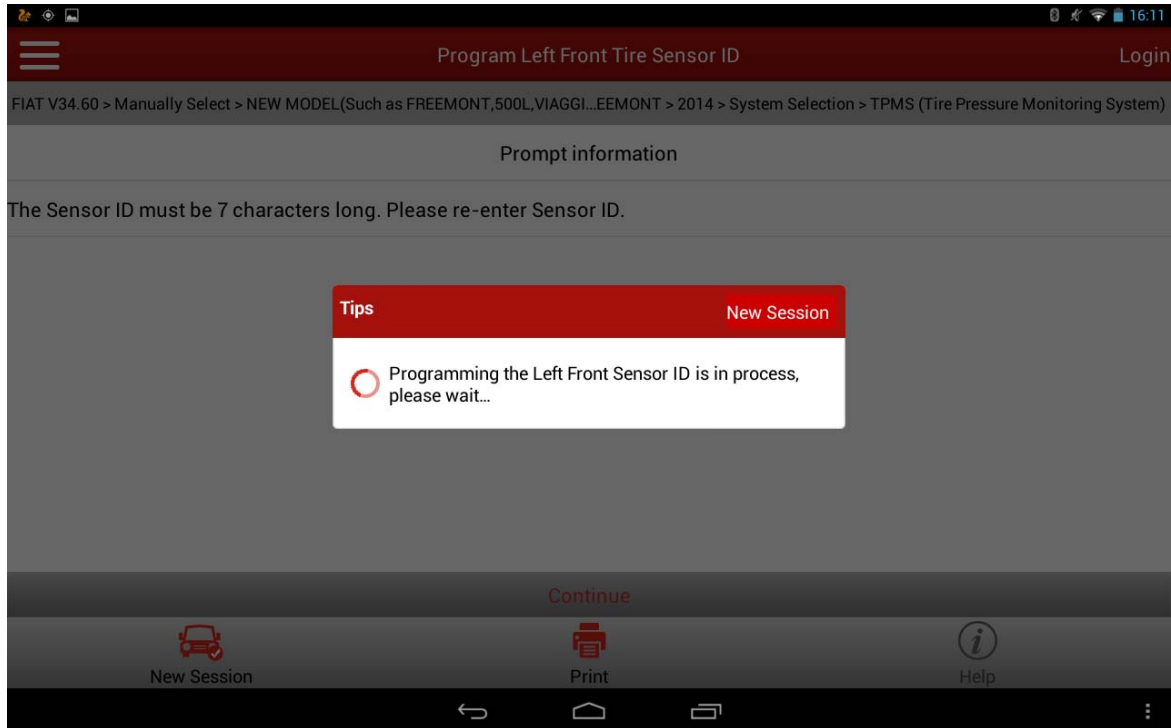 16:11
Program Left Front Tire Sensor ID
Login
FIAT V34.60 > Manually Select > NEW MODEL(Such as FREEMONT,500L,VIAGGI...EEMONT > 2014 > System Selection > TPMS (Tire Pressure Monitoring System)
Prompt information
The Sensor ID must be 7 characters long. Please re-enter Sensor ID.
Tips
New Session
Programming the Left Front Sensor ID is in process,
please wait...
Continue
New Session
Print
Help